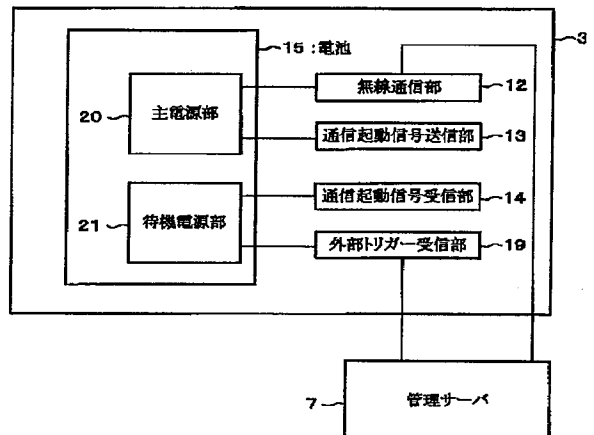 3
15:電池
無線通信部
12
20
主電源部
通信起動信号送信部
13
通信起動信号受信部
14
21
待機電源部
外部トリガー受信部
19
7
管理サーバ